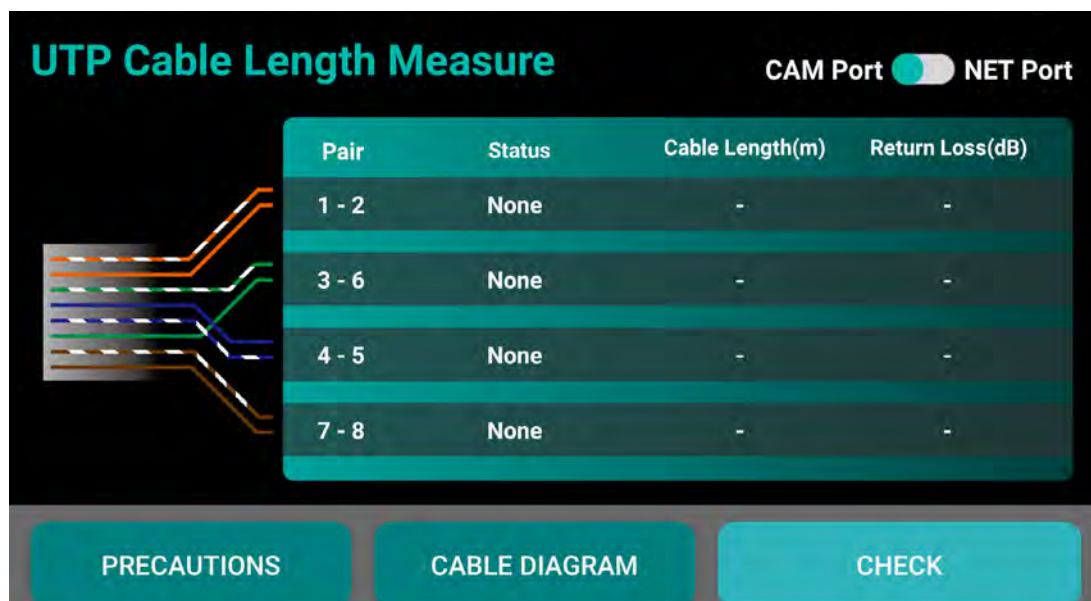 UTP Cable Length Measure
CAM Port NET Port
Pair Status Cable Length(m) Return Loss(dB)
1 - 2 None - -
3 - 6 None - -
4 - 5 None - -
7 - 8 None - -
PRECAUTIONS CABLE DIAGRAM CHECK